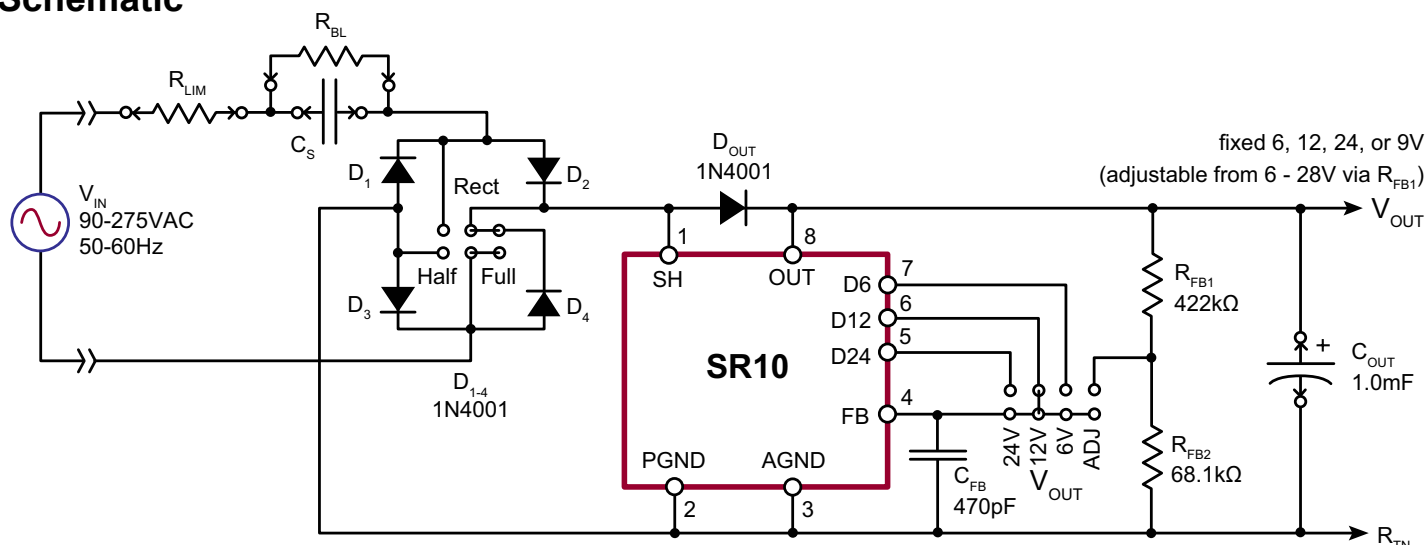 Schematic
R_BL
R_LIM
C_S
D_OUT
1N4001
fixed 6, 12, 24, or 9V
(adjustable from 6 - 28V via R_FB1)
V_OUT
D_1
Rect
D_2
V_IN
90-275VAC
50-60Hz
1
8
SH
OUT
Half
Full
D_3
D_4
7
D6
6
D12
5
D24
R_FB1
422kΩ
SR10
D_1-4
1N4001
+
C_OUT
1.0mF
4
FB
24V
12V
6V
ADJ
V_OUT
R_FB2
68.1kΩ
PGND
AGND
C_FB
470pF
2
3
R_TN